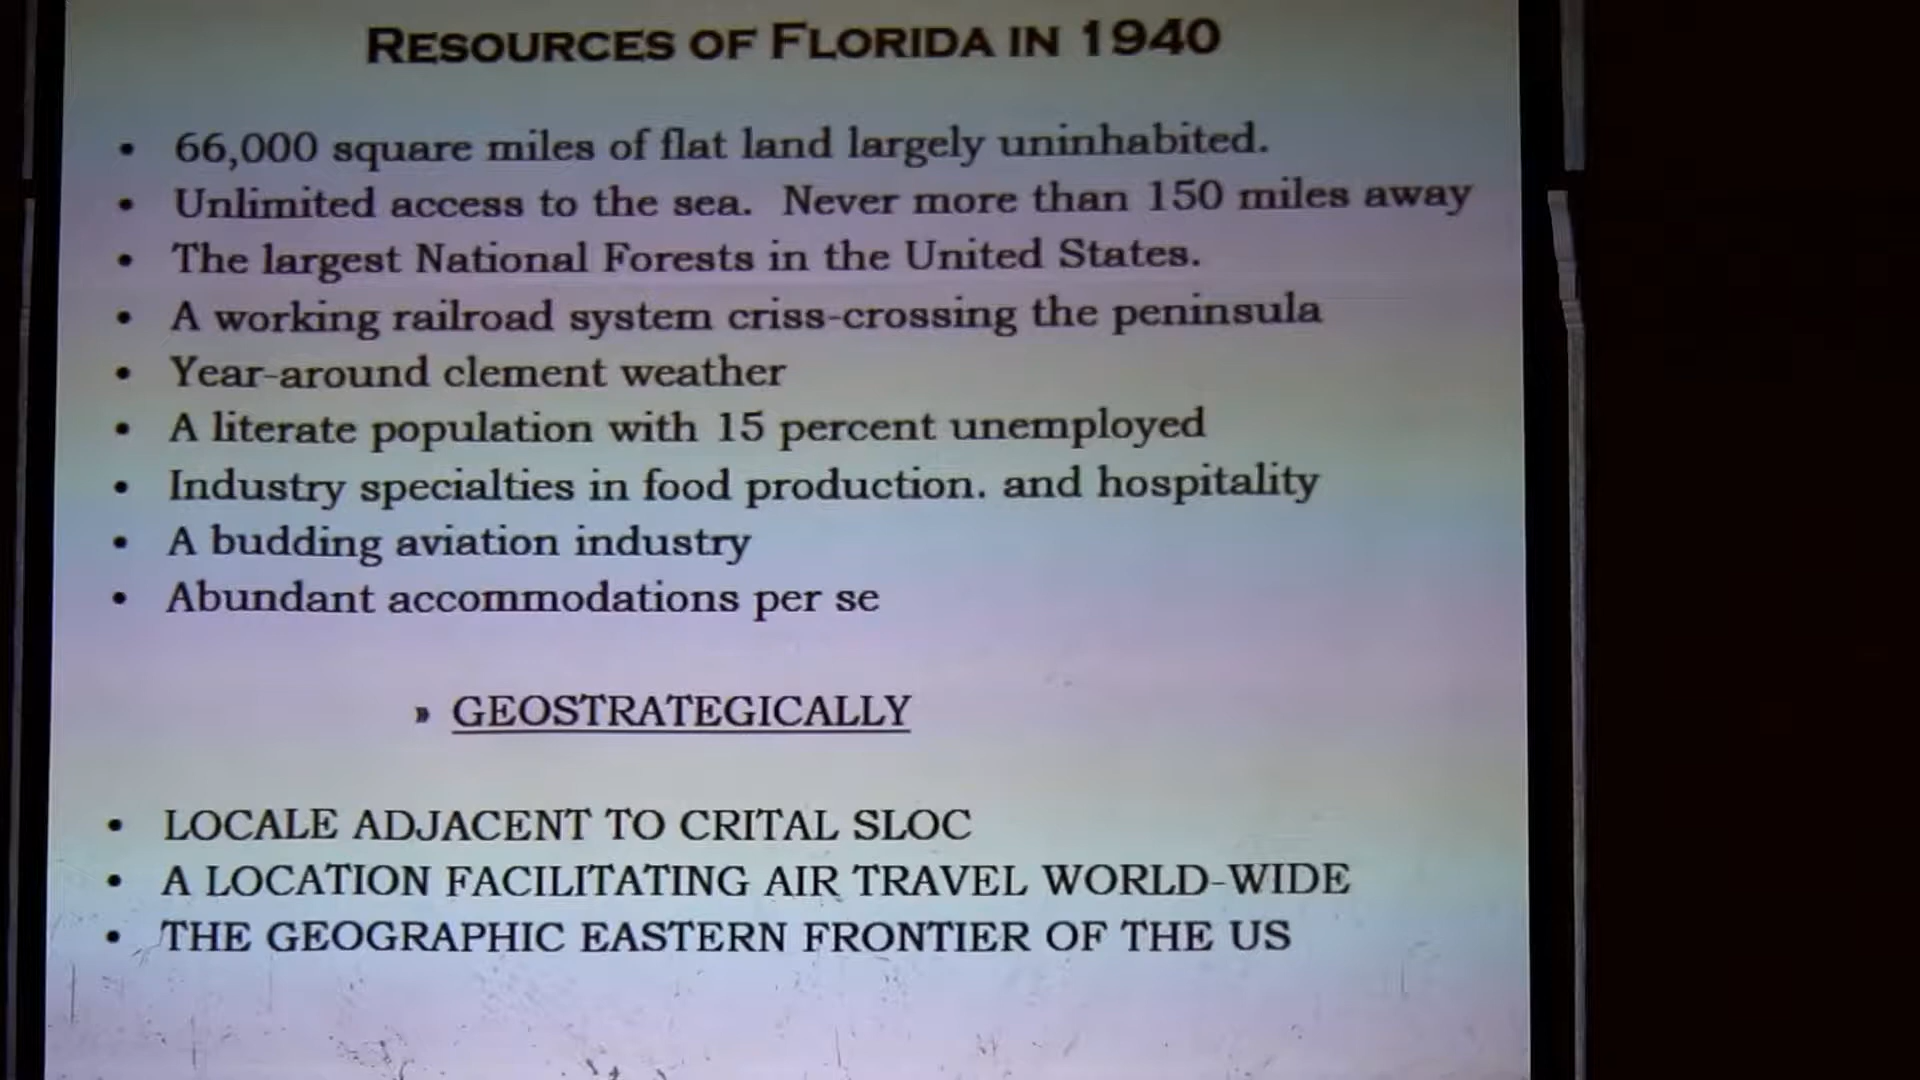 RESOURCES OF FLORIDA IN 1940
• 66,000 square miles of flat land largely uninhabited.
• Unlimited access to the sea. Never more than 150 miles away
• The largest National Forests in the United States.
• A working railroad system criss-crossing the peninsula
• Year-around clement weather
• A literate population with 15 percent unemployed
• Industry specialties in food production. and hospitality
• A budding aviation industry
• Abundant accommodations per se
» GEOSTRATEGICALLY
• LOCALE ADJACENT TO CRITAL SLOC
• A LOCATION FACILITATING AIR TRAVEL WORLD-WIDE
• THE GEOGRAPHIC EASTERN FRONTIER OF THE US